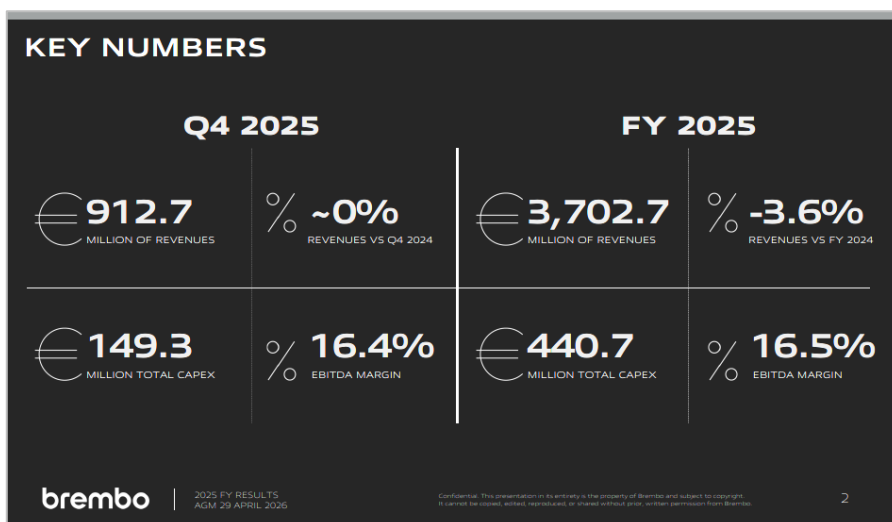 KEY NUMBERS
Q4 2025
€ 912.7
MILLION OF REVENUES
% ~0%
REVENUES VS Q4 2024
€ 149.3
MILLION TOTAL CAPEX
% 16.4%
EBITDA MARGIN
FY 2025
€ 3,702.7
MILLION OF REVENUES
% -3.6%
REVENUES VS FY 2024
€ 440.7
MILLION TOTAL CAPEX
% 16.5%
EBITDA MARGIN
brembo
2025 FY RESULTS
AGM 29 APRIL 2026
Confidential. This presentation in its entirety is the property of Brembo and subject to copyright.
It cannot be copied, edited, reproduced, or shared without prior, written permission from Brembo.
2